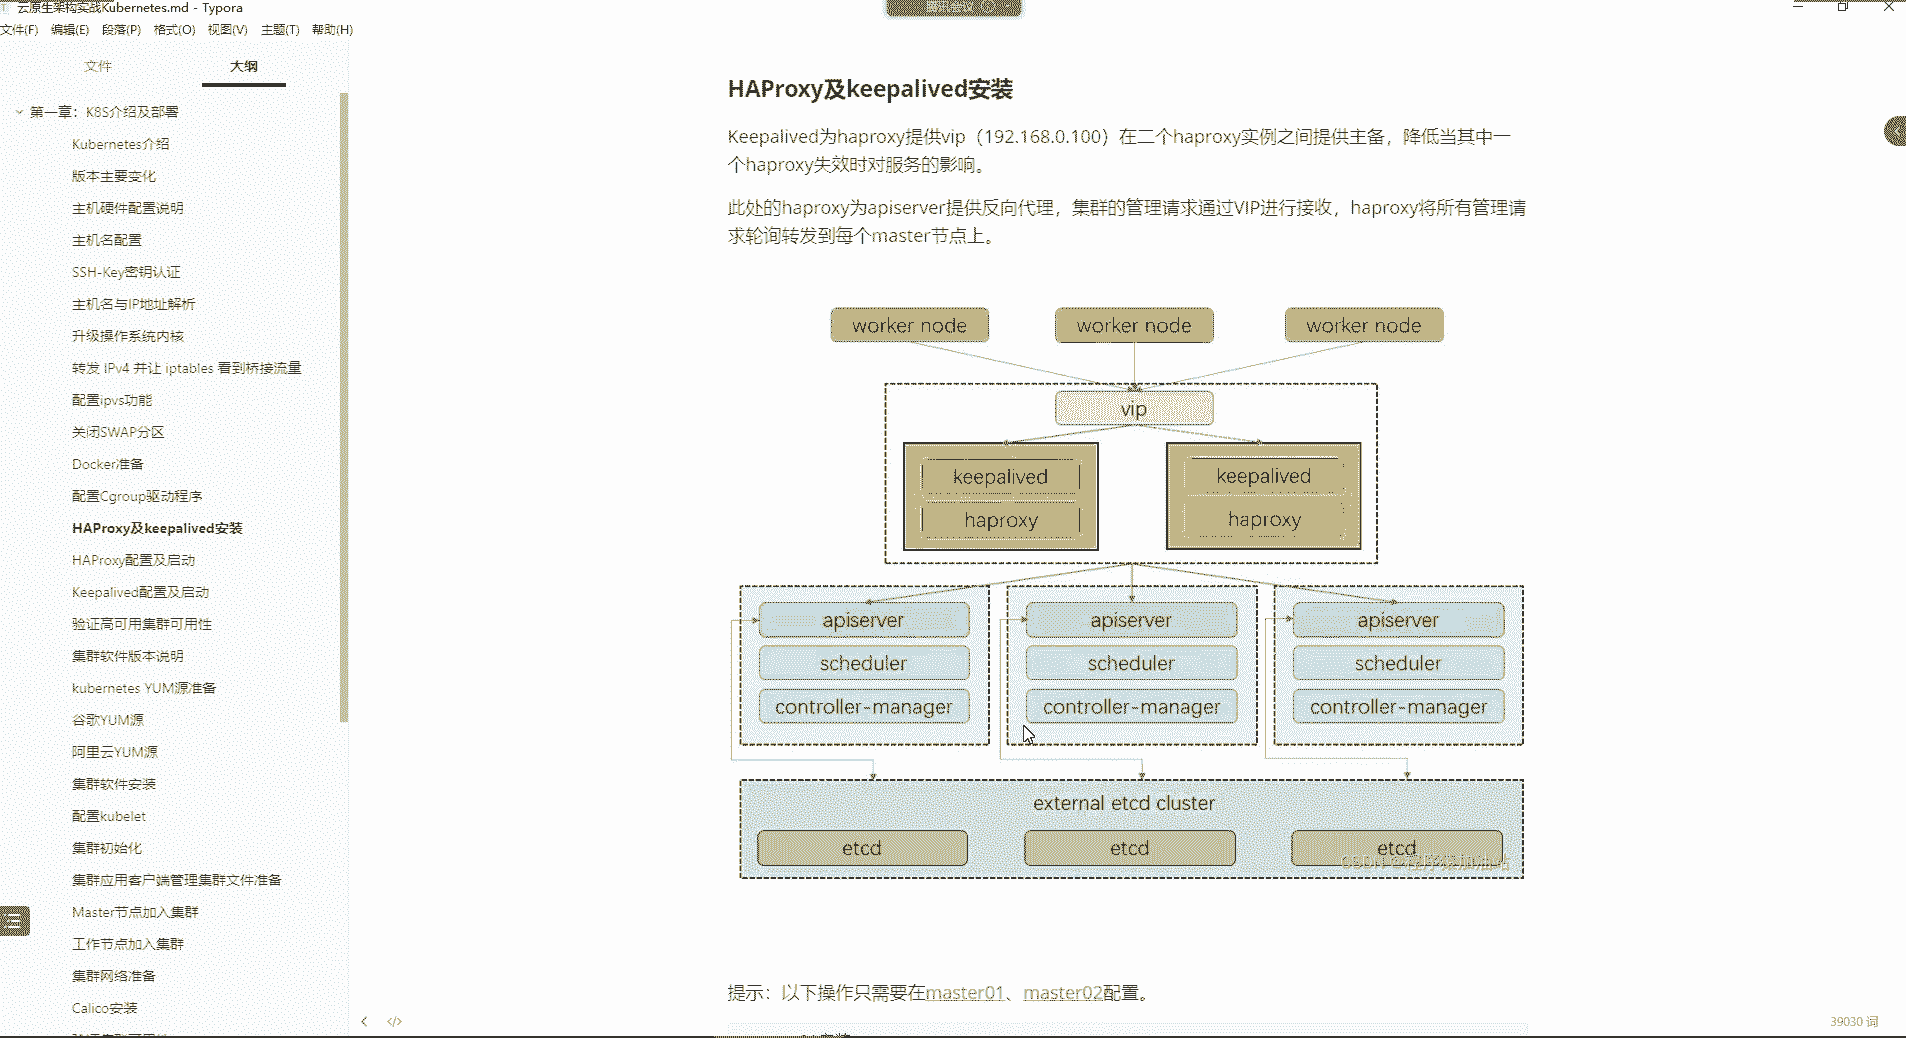 云原生架构实战Kubernetes.md - Typora
腾讯会议
文件(F) 编辑(E) 段落(P) 格式(O) 视图(V) 主题(T) 帮助(H)
文件 大纲
第一章：K8S介绍及部署
Kubernetes介绍
版本主要变化
主机硬件配置说明
主机名配置
SSH-Key密钥认证
主机名与IP地址解析
升级操作系统内核
转发 IPv4 并让 iptables 看到桥接流量
配置ipvs功能
关闭SWAP分区
Docker准备
配置Cgroup驱动程序
HAProxy及keepalived安装
HAProxy配置及启动
Keepalived配置及启动
验证高可用集群可用性
集群软件版本说明
kubernetes YUM源准备
谷歌YUM源
阿里云YUM源
集群软件安装
配置kubelet
集群初始化
集群应用客户端管理集群文件准备
Master节点加入集群
工作节点加入集群
集群网络准备
Calico安装
HAProxy及keepalived安装
Keepalived为haproxy提供vip（192.168.0.100）在二个haproxy实例之间提供主备，降低当其中一
个haproxy失效时对服务的影响。
此处的haproxy为apiserver提供反向代理，集群的管理请求通过VIP进行接收，haproxy将所有管理请
求轮询转发到每个master节点上。
worker node worker node worker node
vip
keepalived keepalived
haproxy haproxy
apiserver apiserver apiserver
scheduler scheduler scheduler
controller-manager controller-manager controller-manager
external etcd cluster
etcd etcd etcd
CSDN @程序猿加油站
提示：以下操作只需要在master01、master02配置。
39030 词